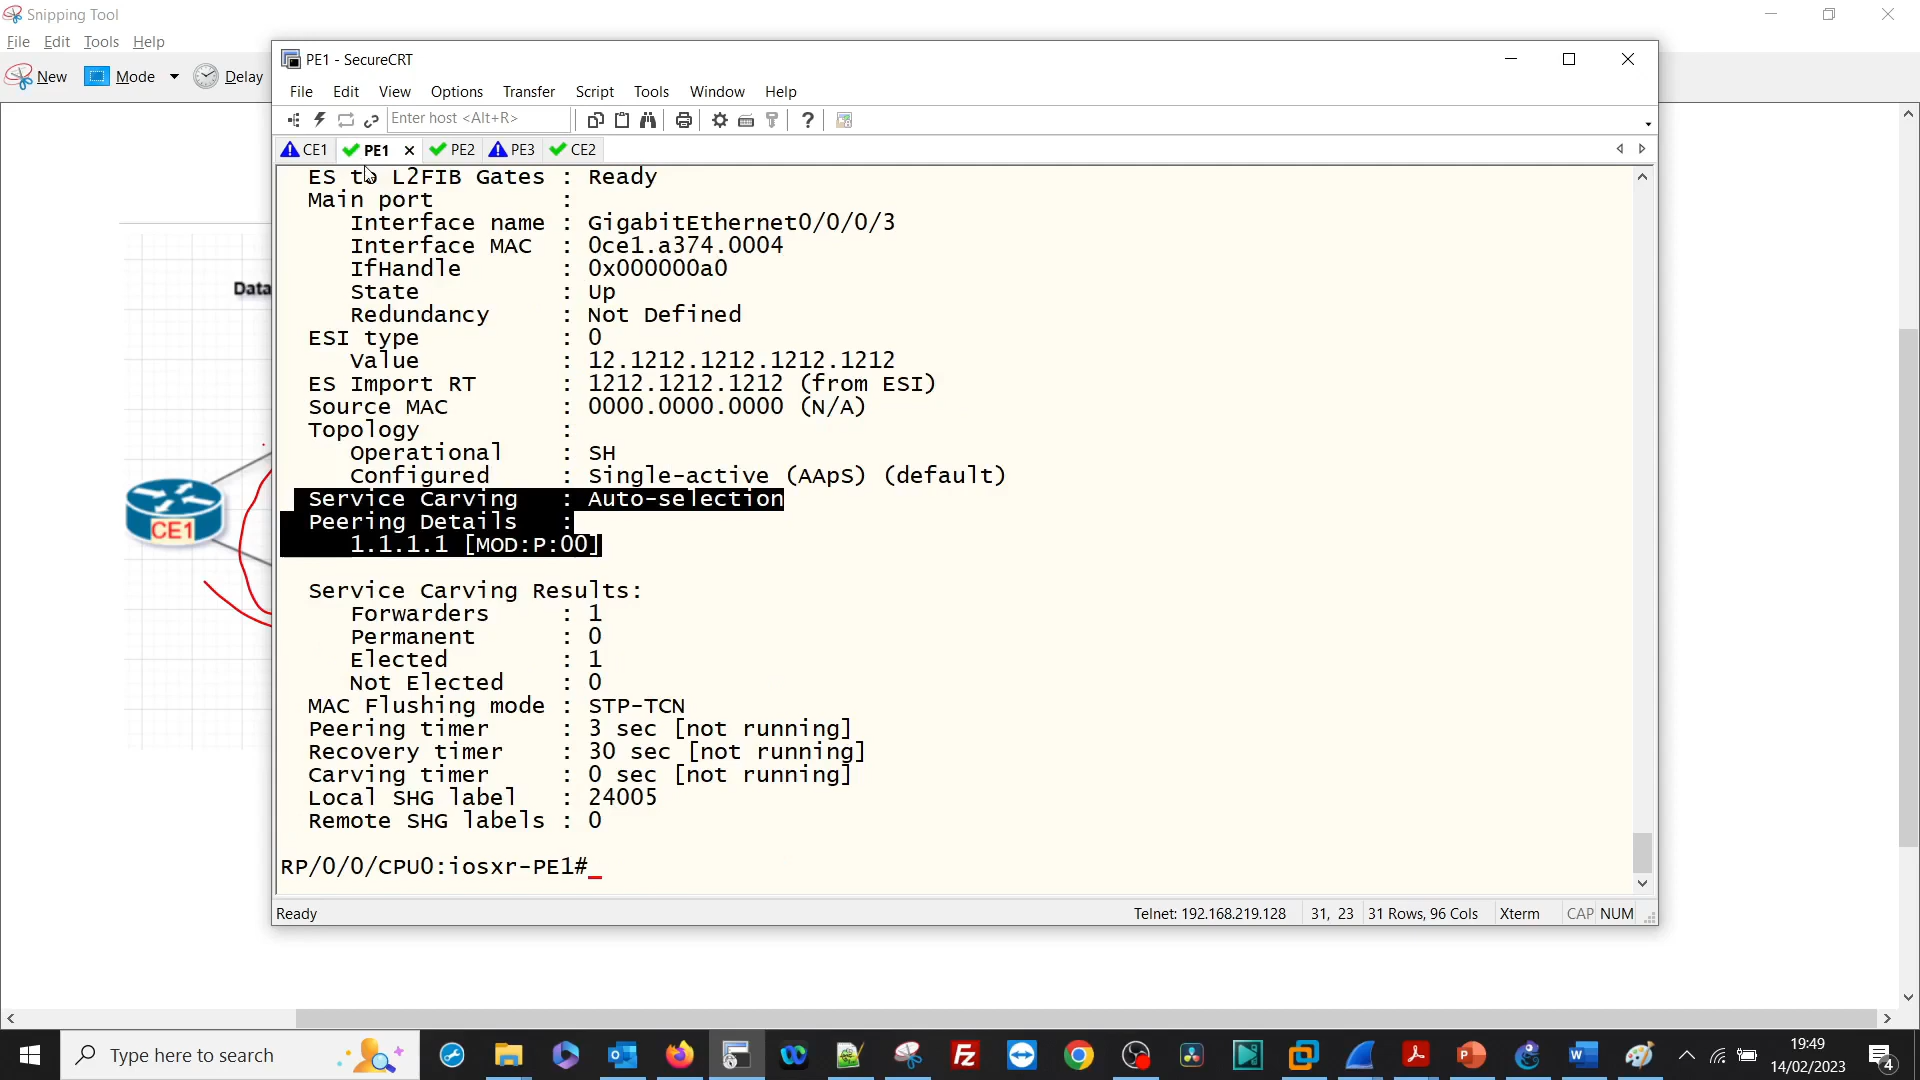 Snipping Tool
File Edit Tools Help
New Mode Delay
PE1 - SecureCRT
File Edit View Options Transfer Script Tools Window Help
Enter host <Alt+R>
CE1 PE1 PE2 PE3 CE2
ES to L2FIB Gates : Ready
Main port :
Interface name : GigabitEthernet0/0/0/3
Interface MAC : 0ce1.a374.0004
IfHandle : 0x000000a0
State : Up
Redundancy : Not Defined
ESI type : 0
Value : 12.1212.1212.1212.1212
ES Import RT : 1212.1212.1212 (from ESI)
Source MAC : 0000.0000.0000 (N/A)
Topology :
Operational : SH
Configured : Single-active (AApS) (default)
Service Carving : Auto-selection
Peering Details :
1.1.1.1 [MOD:P:00]
Service Carving Results:
Forwarders : 1
Permanent : 0
Elected : 1
Not Elected : 0
MAC Flushing mode : STP-TCN
Peering timer : 3 sec [not running]
Recovery timer : 30 sec [not running]
Carving timer : 0 sec [not running]
Local SHG label : 24005
Remote SHG labels : 0
RP/0/0/CPU0:iosxr-PE1#
Ready Telnet: 192.168.219.128 31, 23 31 Rows, 96 Cols Xterm CAP NUM
Data
CE1
Type here to search
19:49
14/02/2023
4